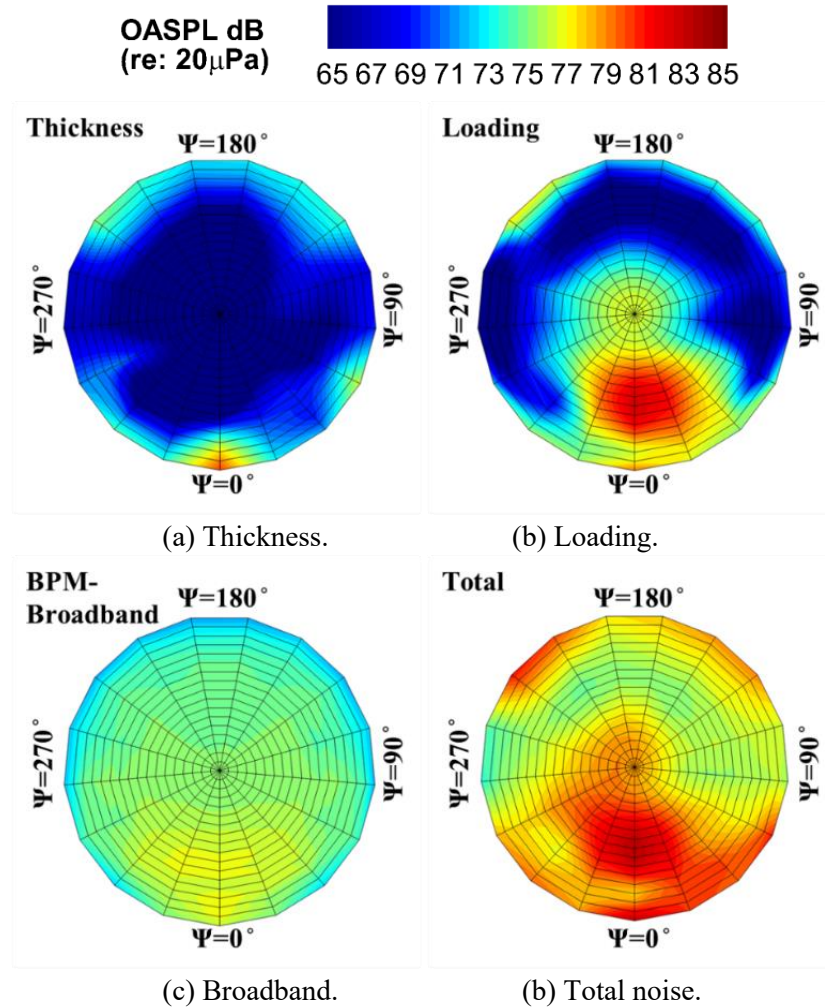 OASPL dB
(re: 20μPa)
65 67 69 71 73 75 77 79 81 83 85
Thickness
Ψ=180°
Ψ=270°
Ψ=90°
Ψ=0°
(a) Thickness.
Loading
Ψ=180°
Ψ=270°
Ψ=90°
Ψ=0°
(b) Loading.
BPM-
Broadband
Ψ=180°
Ψ=270°
Ψ=90°
Ψ=0°
(c) Broadband.
Total
Ψ=180°
Ψ=270°
Ψ=90°
Ψ=0°
(b) Total noise.